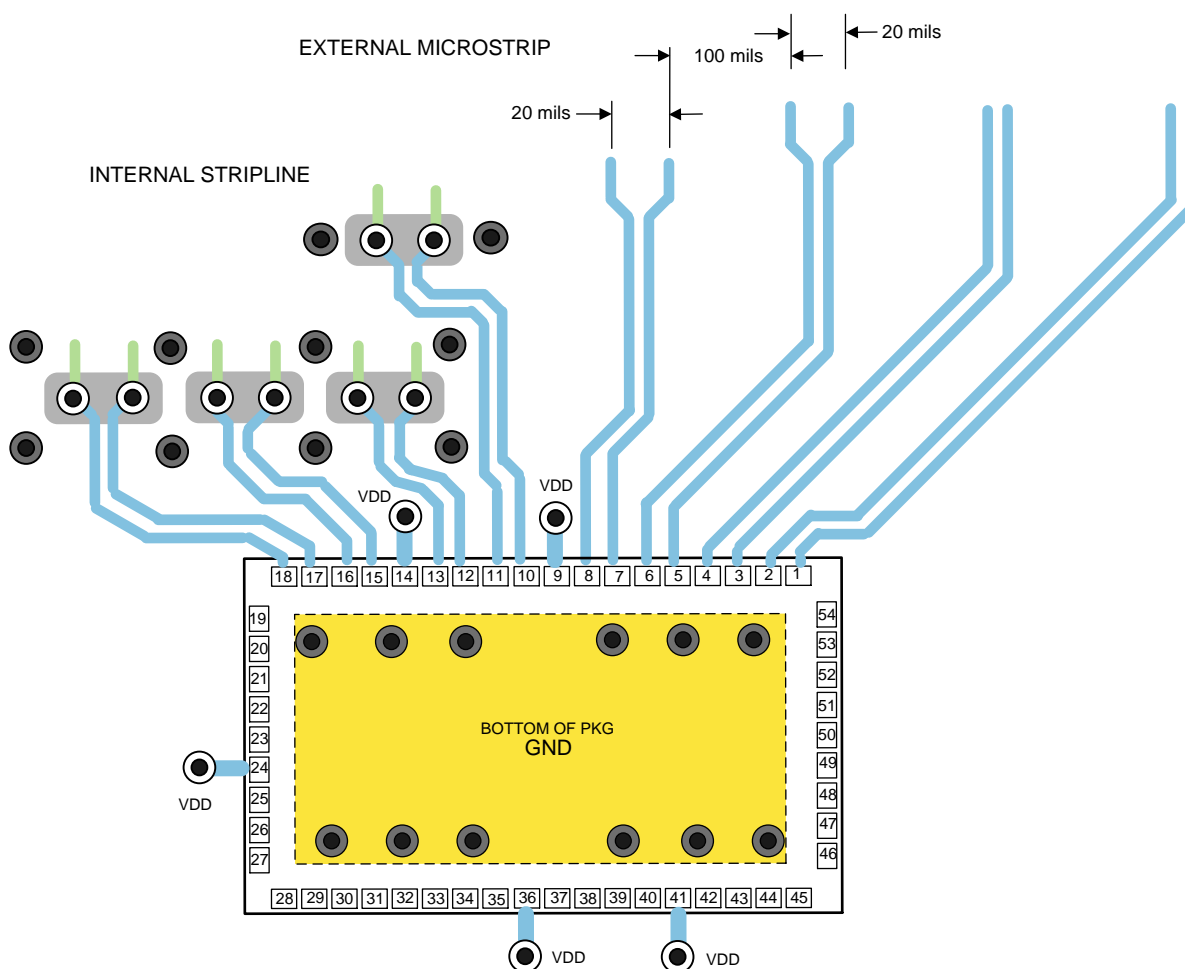 EXTERNAL MICROSTRIP
20 mils
100 mils
20 mils
INTERNAL STRIPLINE
VDD
VDD
18 17 16 15 14 13 12 11 10 9 8 7 6 5 4 3 2 1
19
20
21
22
23
24
25
26
27
54
53
52
51
50
49
48
47
46
BOTTOM OF PKG
GND
VDD
28 29 30 31 32 33 34 35 36 37 38 39 40 41 42 43 44 45
VDD
VDD